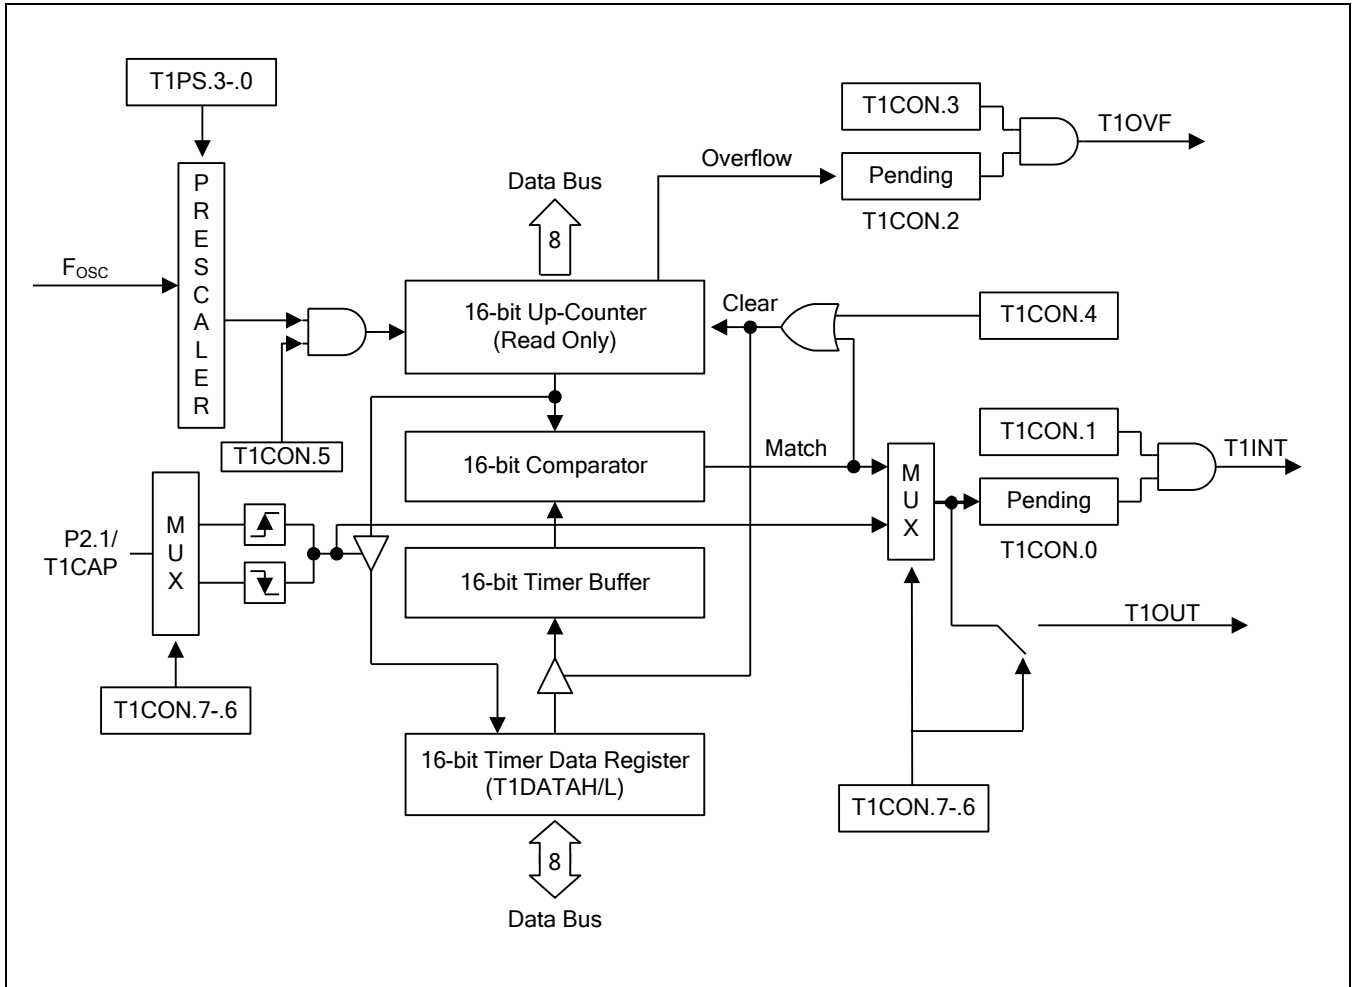 T1PS.3-.0
T1CON.3
T1OVF
Overflow
Pending
Data Bus
T1CON.2
8
P
R
E
S
C
A
L
E
R
FOSC
16-bit Up-Counter
(Read Only)
Clear
T1CON.4
T1CON.5
16-bit Comparator
Match
T1CON.1
T1INT
M
U
X
Pending
T1CON.0
P2.1/
T1CAP
M
U
X
16-bit Timer Buffer
T1OUT
T1CON.7-.6
16-bit Timer Data Register
(T1DATAH/L)
T1CON.7-.6
8
Data Bus